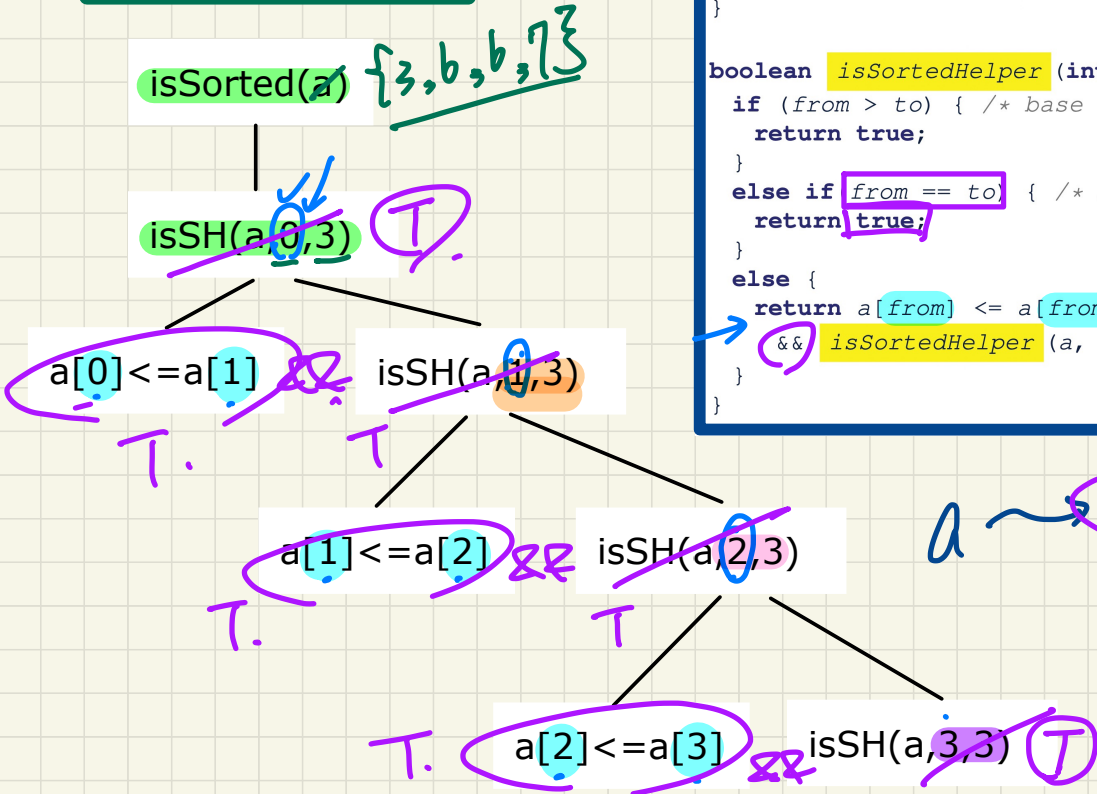 isSorted(a) {3,6,6,7}
isSH(a,0,3) T.
a[0]<=a[1] && isSH(a,1,3)
T. T
a[1]<=a[2] && isSH(a,2,3)
T. T
T. a[2]<=a[3] && isSH(a,3,3) T
}
boolean isSortedHelper (int
if (from > to) { /* base
return true;
}
else if (from == to) { /*
return true;
}
else {
return a[from] <= a[from
&& isSortedHelper (a,
}
}
a